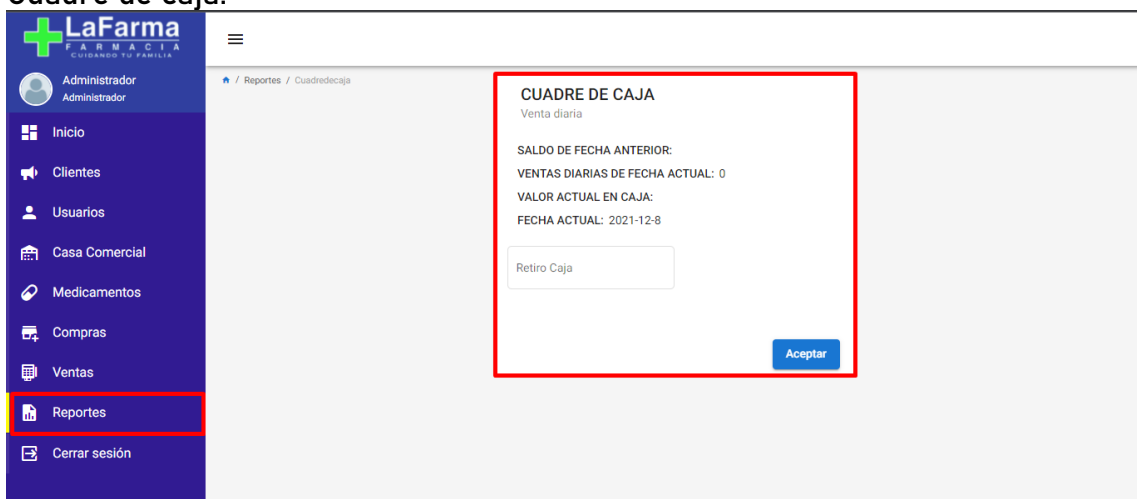 Cuadre de caja.
LaFarma
FARMACIA
CUIDANDO TU FAMILIA
Administrador
Administrador
/ Reportes / Cuadredecaja
Inicio
Clientes
Usuarios
Casa Comercial
Medicamentos
Compras
Ventas
Reportes
Cerrar sesión
CUADRE DE CAJA
Venta diaria
SALDO DE FECHA ANTERIOR:
VENTAS DIARIAS DE FECHA ACTUAL: 0
VALOR ACTUAL EN CAJA:
FECHA ACTUAL: 2021-12-8
Retiro Caja
Aceptar